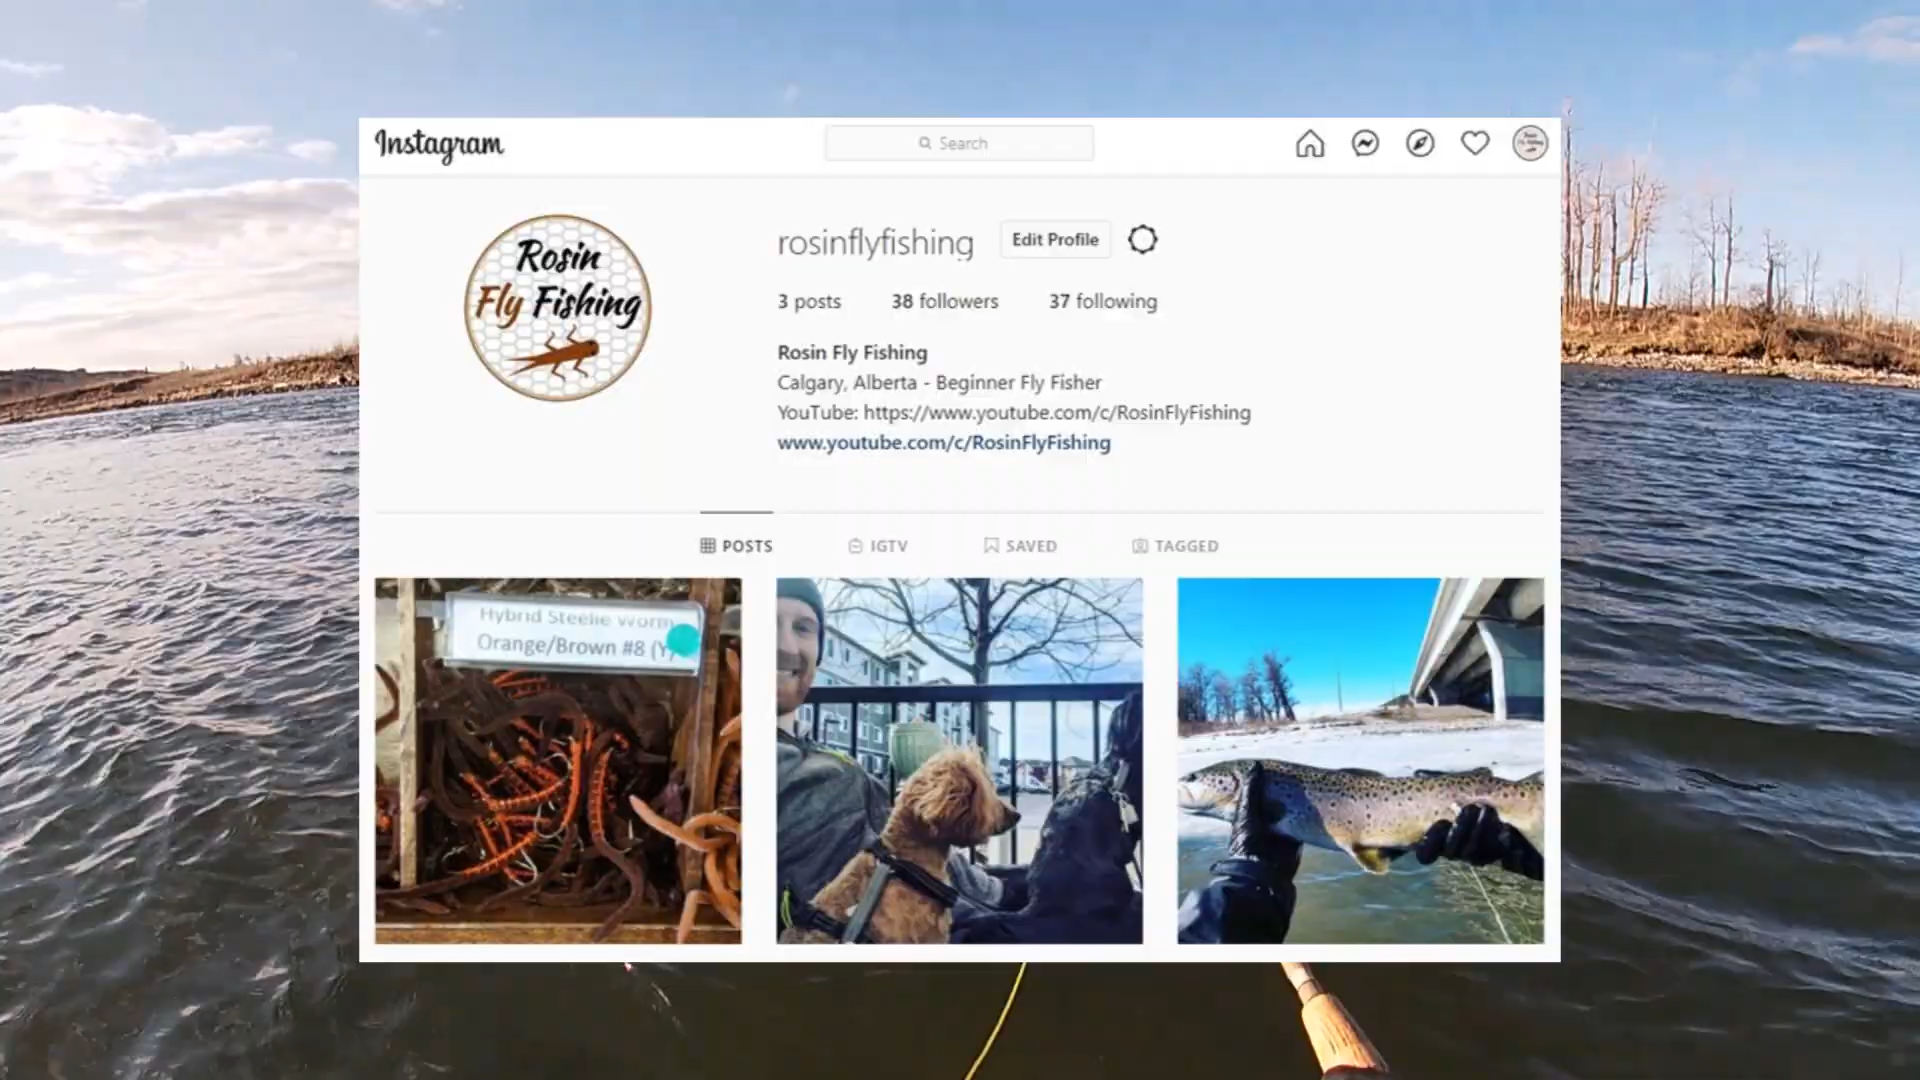 Instagram
Search
Rosin
Fly Fishing
rosinflyfishing
Edit Profile
3 posts
38 followers
37 following
Rosin Fly Fishing
Calgary, Alberta - Beginner Fly Fisher
YouTube: https://www.youtube.com/c/RosinFlyFishing
www.youtube.com/c/RosinFlyFishing
POSTS
IGTV
SAVED
TAGGED
Hybrid Steelie Worm
Orange/Brown #8 (Y)